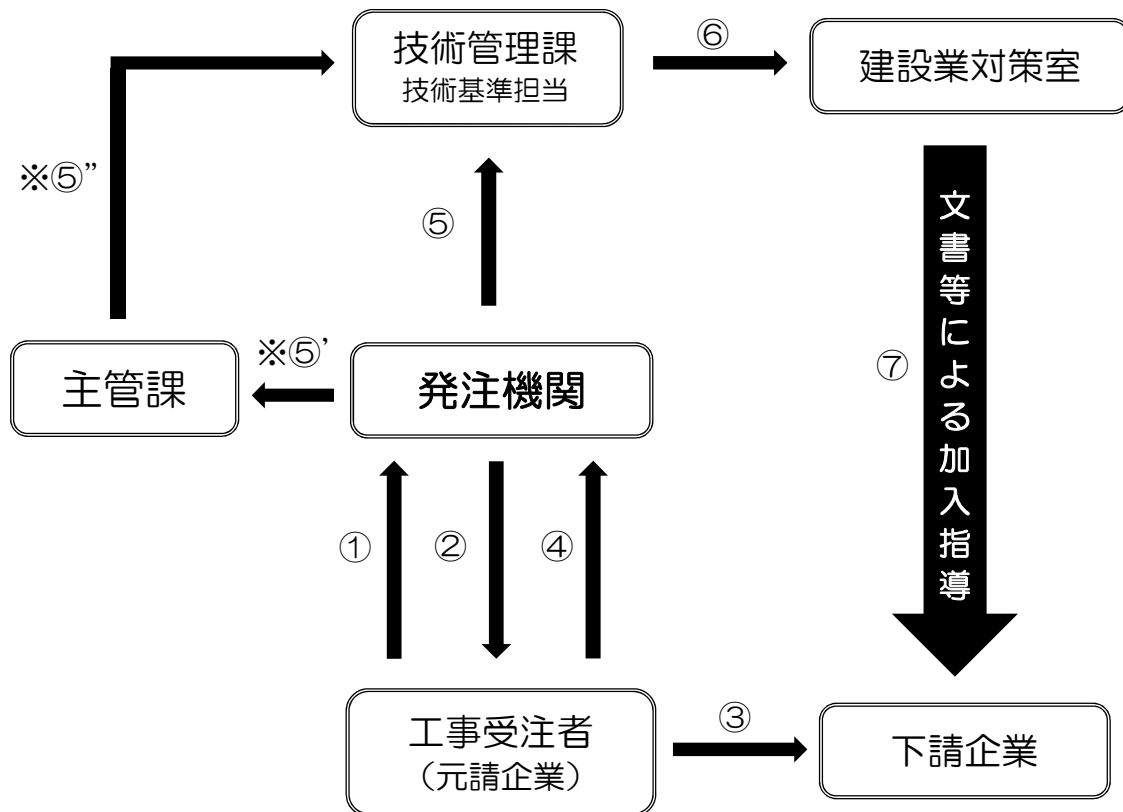 技術管理課
技術基準担当
⑥
建設業対策室
※⑤”
⑤
文書等による加入指導
⑦
※⑤’
主管課
発注機関
①
②
④
工事受注者
（元請企業）
③
下請企業